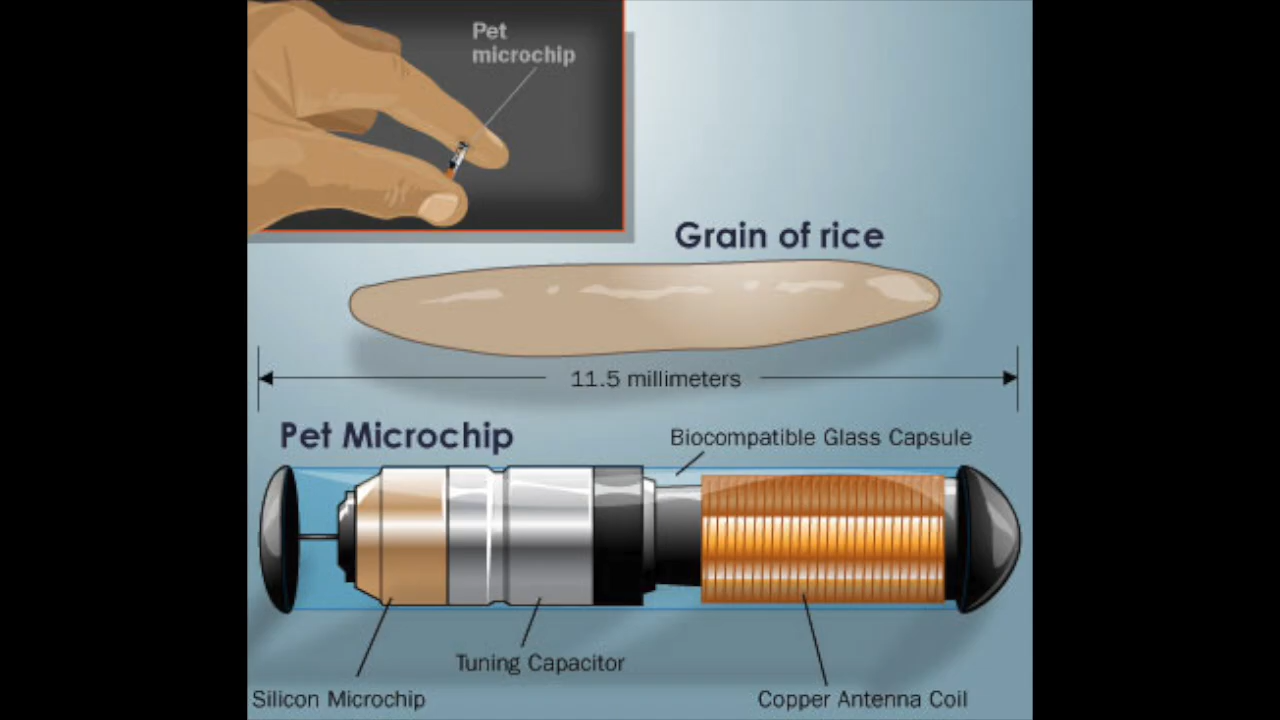 Pet
microchip
Grain of rice
11.5 millimeters
Pet Microchip
Biocompatible Glass Capsule
Tuning Capacitor
Silicon Microchip
Copper Antenna Coil